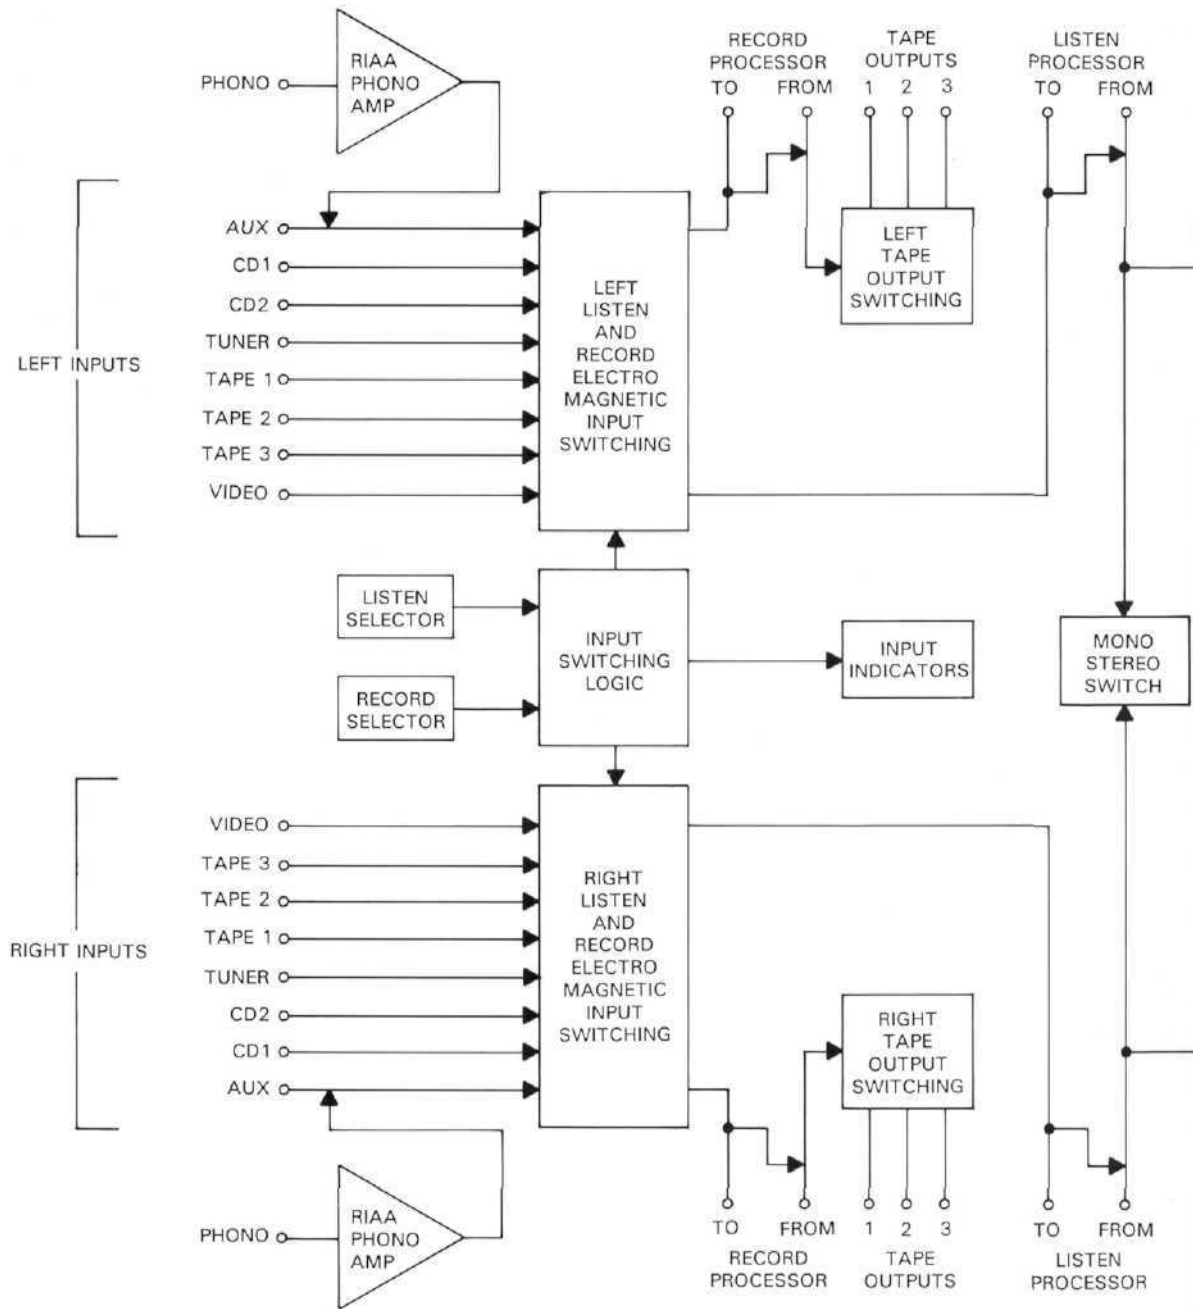 RECORD
PROCESSOR
TO FROM
TAPE
OUTPUTS
1 2 3
LISTEN
PROCESSOR
TO FROM
PHONO
RIAA
PHONO
AMP
LEFT INPUTS
AUX
CD1
CD2
TUNER
TAPE 1
TAPE 2
TAPE 3
VIDEO
LEFT
LISTEN
AND
RECORD
ELECTRO
MAGNETIC
INPUT
SWITCHING
LEFT
TAPE
OUTPUT
SWITCHING
LISTEN
SELECTOR
RECORD
SELECTOR
INPUT
SWITCHING
LOGIC
INPUT
INDICATORS
MONO
STEREO
SWITCH
RIGHT INPUTS
VIDEO
TAPE 3
TAPE 2
TAPE 1
TUNER
CD2
CD1
AUX
RIGHT
LISTEN
AND
RECORD
ELECTRO
MAGNETIC
INPUT
SWITCHING
RIGHT
TAPE
OUTPUT
SWITCHING
PHONO
RIAA
PHONO
AMP
TO FROM
RECORD
PROCESSOR
1 2 3
TAPE
OUTPUTS
TO FROM
LISTEN
PROCESSOR